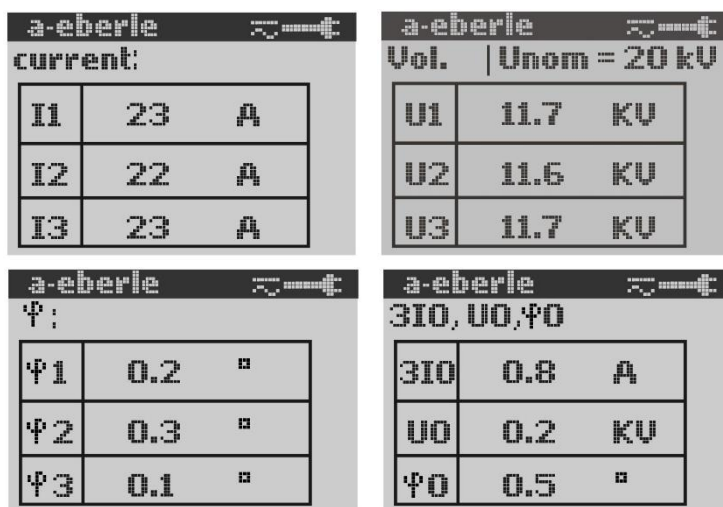 a-eberle
current:
I1 23 A
I2 22 A
I3 23 A
a-eberle
Vol. |Unom = 20 kV
U1 11.7 KV
U2 11.6 KV
U3 11.7 KV
a-eberle
φ:
φ1 0.2 °
φ2 0.3 °
φ3 0.1 °
a-eberle
3I0, U0,φ0
3I0 0.8 A
U0 0.2 KV
φ0 0.5 °